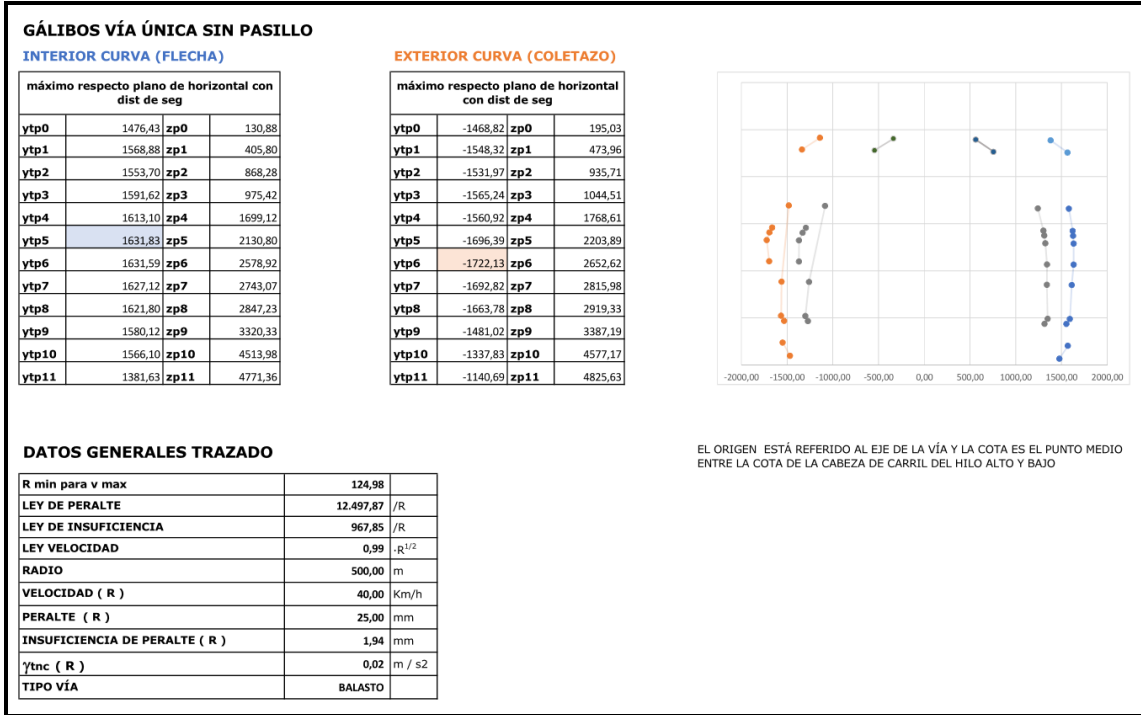 GÁLIBOS VÍA ÚNICA SIN PASILLO
INTERIOR CURVA (FLECHA)
máximo respecto plano de horizontal con
dist de seg
ytp0 1476,43 zp0 130,88
ytp1 1568,88 zp1 405,80
ytp2 1553,70 zp2 868,28
ytp3 1591,62 zp3 975,42
ytp4 1613,10 zp4 1699,12
ytp5 1631,83 zp5 2130,80
ytp6 1631,59 zp6 2578,92
ytp7 1627,12 zp7 2743,07
ytp8 1621,80 zp8 2847,23
ytp9 1580,12 zp9 3320,33
ytp10 1566,10 zp10 4513,98
ytp11 1381,63 zp11 4771,36
EXTERIOR CURVA (COLETAZO)
máximo respecto plano de horizontal
con dist de seg
ytp0 -1468,82 zp0 195,03
ytp1 -1548,32 zp1 473,96
ytp2 -1531,97 zp2 935,71
ytp3 -1565,24 zp3 1044,51
ytp4 -1560,92 zp4 1768,61
ytp5 -1696,39 zp5 2203,89
ytp6 -1722,13 zp6 2652,62
ytp7 -1692,82 zp7 2815,98
ytp8 -1663,78 zp8 2919,33
ytp9 -1481,02 zp9 3387,19
ytp10 -1337,83 zp10 4577,17
ytp11 -1140,69 zp11 4825,63
-2000,00 -1500,00 -1000,00 -500,00 0,00 500,00 1000,00 1500,00 2000,00
DATOS GENERALES TRAZADO
R min para v max 124,98
LEY DE PERALTE 12.497,87 /R
LEY DE INSUFICIENCIA 967,85 /R
LEY VELOCIDAD 0,99 ·R1/2
RADIO 500,00 m
VELOCIDAD ( R ) 40,00 Km/h
PERALTE ( R ) 25,00 mm
INSUFICIENCIA DE PERALTE ( R ) 1,94 mm
γtnc ( R ) 0,02 m / s2
TIPO VÍA BALASTO
EL ORIGEN ESTÁ REFERIDO AL EJE DE LA VÍA Y LA COTA ES EL PUNTO MEDIO
ENTRE LA COTA DE LA CABEZA DE CARRIL DEL HILO ALTO Y BAJO